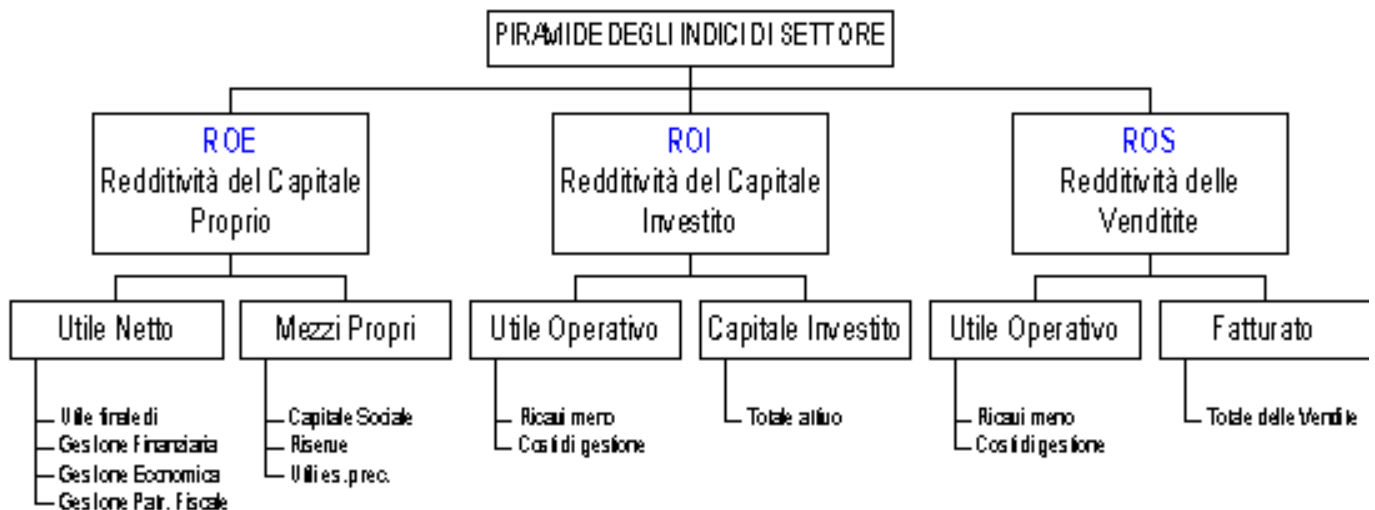 PIRAMIDE DEGLI INDICI DI SETTORE
ROE
Redditività del Capitale
Proprio
ROI
Redditività del Capitale
Investito
ROS
Redditività delle
Venditite
Utile Netto
Mezzi Propri
Utile Operativo
Capitale Investito
Utile Operativo
Fatturato
Utile finale di
Gestione Finanziaria
Gestione Economica
Gestione Patr. Fiscale
Capitale Sociale
Riserve
Utili es. prec.
Ricavi meno
Costi di gestione
Totale attivo
Ricavi meno
Costi di gestione
Totale delle Vendite